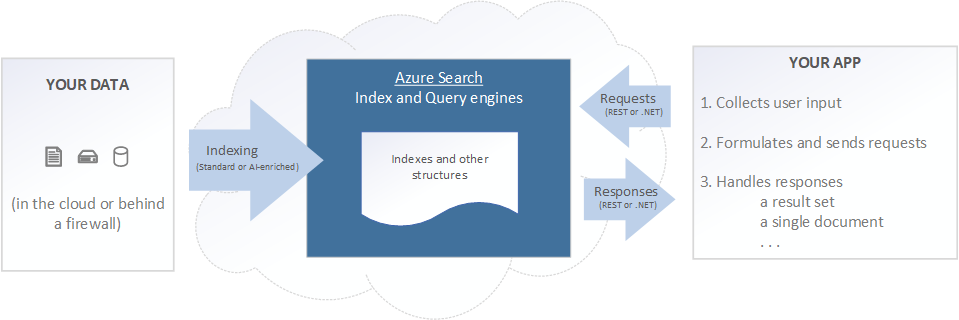 YOUR DATA
(in the cloud or behind
a firewall)
Indexing
(Standard or AI-enriched)
Azure Search
Index and Query engines
Indexes and other
structures
Requests
(REST or .NET)
Responses
(REST or .NET)
YOUR APP
1. Collects user input
2. Formulates and sends requests
3. Handles responses
a result set
a single document
. . .